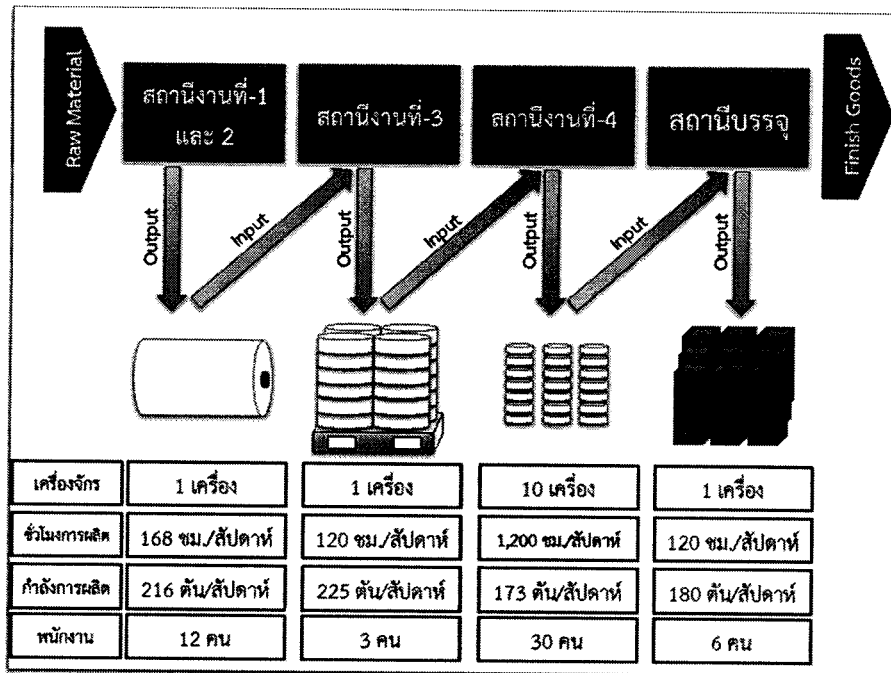 Raw Material
สถานีงานที่-1
และ 2
สถานีงานที่-3
สถานีงานที่-4
สถานีบรรจุ
Finish Goods
Output
Input
Output
Input
Output
Input
Output
เครื่องจักร 1 เครื่อง 1 เครื่อง 10 เครื่อง 1 เครื่อง
ชั่วโมงการผลิต 168 ชม./สัปดาห์ 120 ชม./สัปดาห์ 1,200 ชม./สัปดาห์ 120 ชม./สัปดาห์
กำลังการผลิต 216 ตัน/สัปดาห์ 225 ตัน/สัปดาห์ 173 ตัน/สัปดาห์ 180 ตัน/สัปดาห์
พนักงาน 12 คน 3 คน 30 คน 6 คน